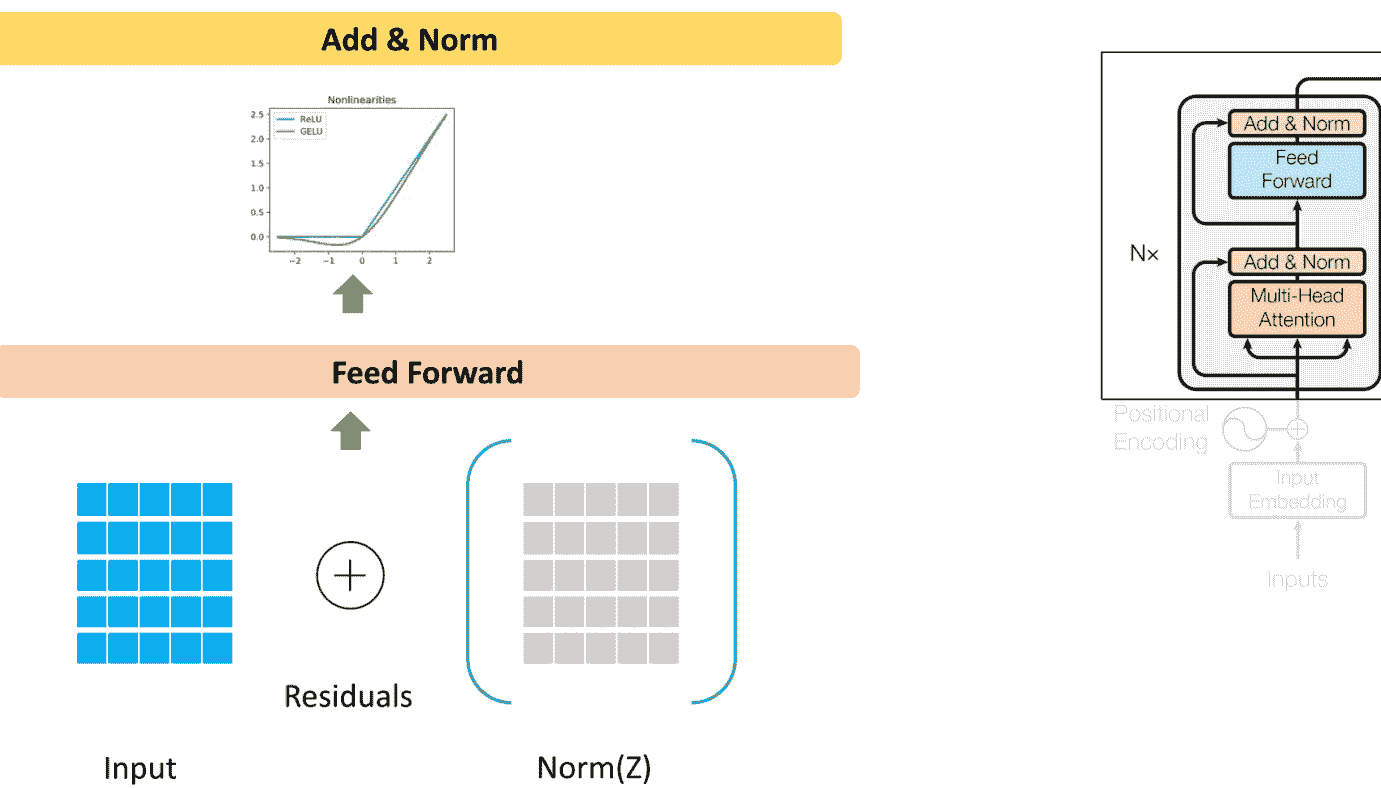 Add & Norm
Nonlinearities
2.5
2.0
1.5
1.0
0.5
0.0
ReLU
GELU
−2 −1 0 1 2
Feed Forward
Residuals
Input
Norm(Z)
Add & Norm
Feed
Forward
N×
Add & Norm
Multi-Head
Attention
Positional
Encoding
Input
Embedding
Inputs